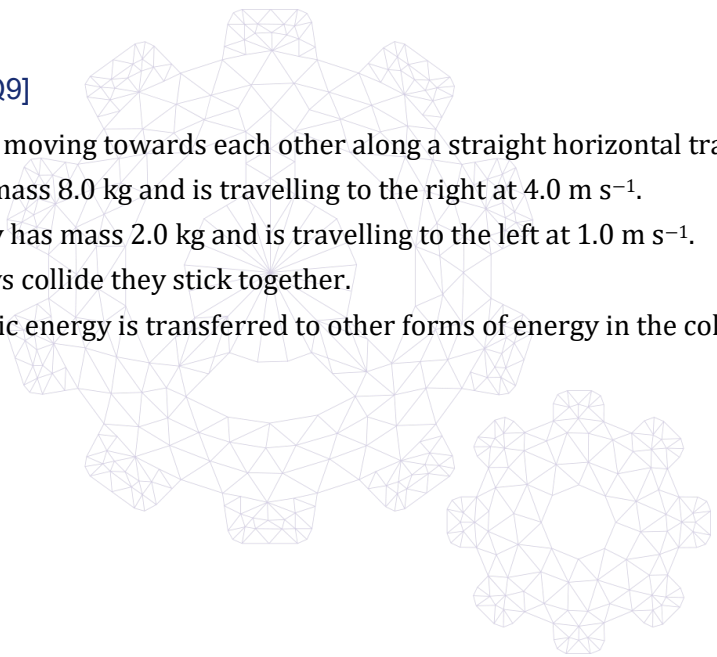 Q9]
moving towards each other along a straight horizontal tra
mass 8.0 kg and is travelling to the right at 4.0 m s⁻¹.
y has mass 2.0 kg and is travelling to the left at 1.0 m s⁻¹.
ys collide they stick together.
ic energy is transferred to other forms of energy in the col